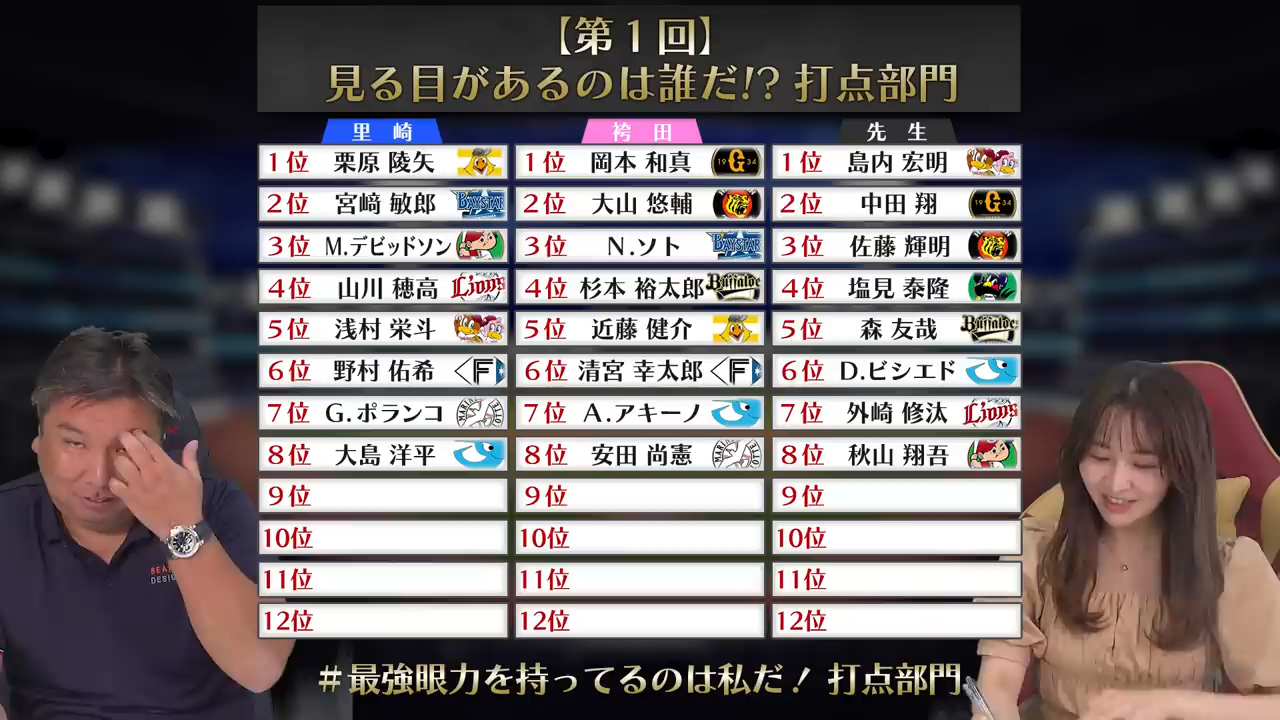 【第1回】
見る目があるのは誰だ!? 打点部門
里崎 袴田 先生
1位 栗原 陵矢 1位 岡本 和真 19 G 34 1位 島内 宏明
2位 宮﨑 敏郎 BAYSTARS 2位 大山 悠輔 2位 中田 翔 19 G 34
3位 M.デビッドソン 3位 N.ソト BAYSTARS 3位 佐藤 輝明
4位 山川 穂高 Lions 4位 杉本 裕太郎 Buffaloes 4位 塩見 泰隆
5位 浅村 栄斗 5位 近藤 健介 5位 森 友哉 Buffaloes
6位 野村 佑希 F 6位 清宮 幸太郎 F 6位 D.ビシエド
7位 G.ポランコ 7位 A.アキーノ 7位 外崎 修汰 Lions
8位 大島 洋平 8位 安田 尚憲 8位 秋山 翔吾
9位 9位 9位
10位 10位 10位
11位 11位 11位
12位 12位 12位
#最強眼力を持ってるのは私だ! 打点部門